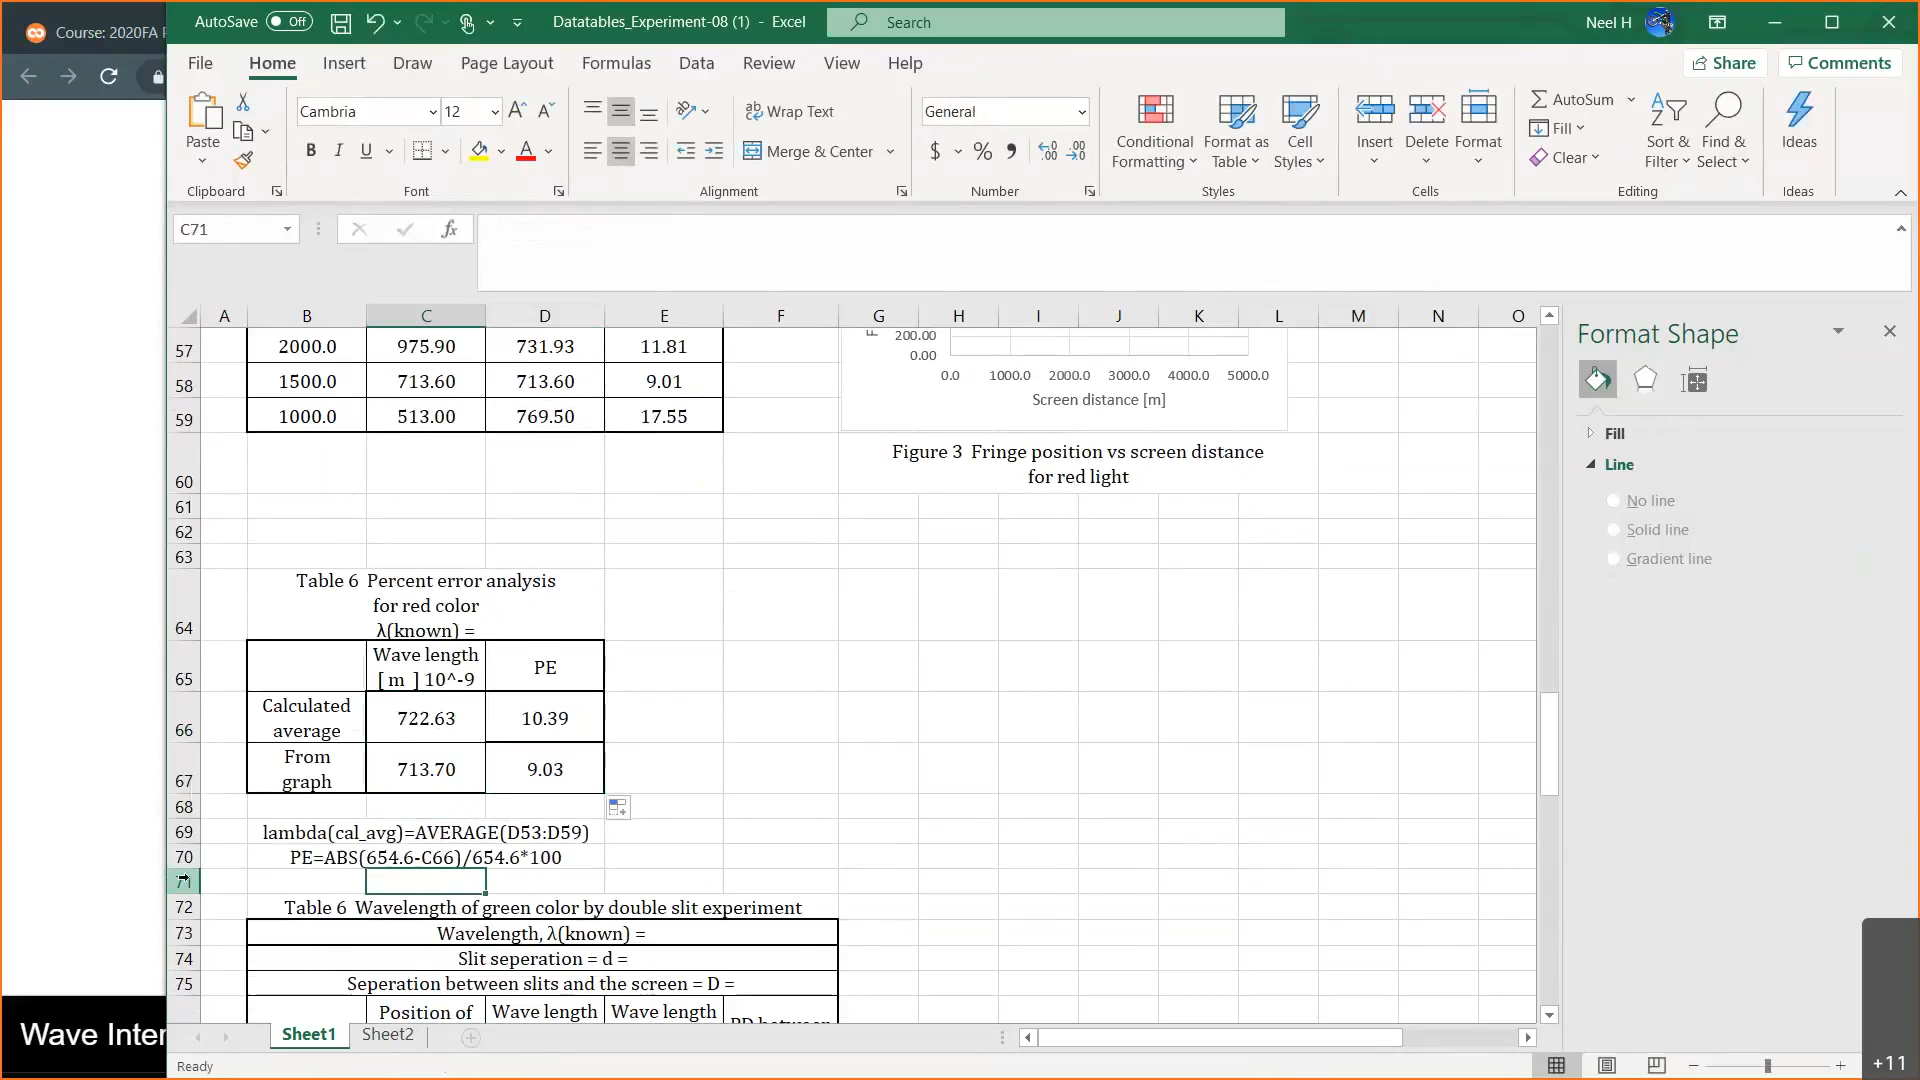 Course: 2020FA P
AutoSave Off Datatables_Experiment-08 (1) - Excel Search Neel H
File Home Insert Draw Page Layout Formulas Data Review View Help Share Comments
Paste Cambria 12 Wrap Text General Conditional Formatting Format as Table Cell Styles Insert Delete Format AutoSum Fill Clear Sort & Filter Find & Select Ideas
B I U A Merge & Center $ % 9
Clipboard Font Alignment Number Styles Cells Editing Ideas
C71 fx
A B C D E F G H I J K L M N O
57 2000.0 975.90 731.93 11.81
58 1500.0 713.60 713.60 9.01
59 1000.0 513.00 769.50 17.55
200.00
0.00
0.0 1000.0 2000.0 3000.0 4000.0 5000.0
Screen distance [m]
Figure 3 Fringe position vs screen distance
for red light
60
61
62
63
Table 6 Percent error analysis
for red color
64 λ(known) =
65 Wave length
[ m ] 10^-9 PE
66 Calculated
average 722.63 10.39
67 From
graph 713.70 9.03
68
69 lambda(cal_avg)=AVERAGE(D53:D59)
70 PE=ABS(654.6-C66)/654.6*100
71
72 Table 6 Wavelength of green color by double slit experiment
73 Wavelength, λ(known) =
74 Slit seperation = d =
75 Seperation between slits and the screen = D =
Position of Wave length Wave length
Format Shape
Fill
Line
No line
Solid line
Gradient line
Wave Inter
Sheet1 Sheet2
Ready
+11